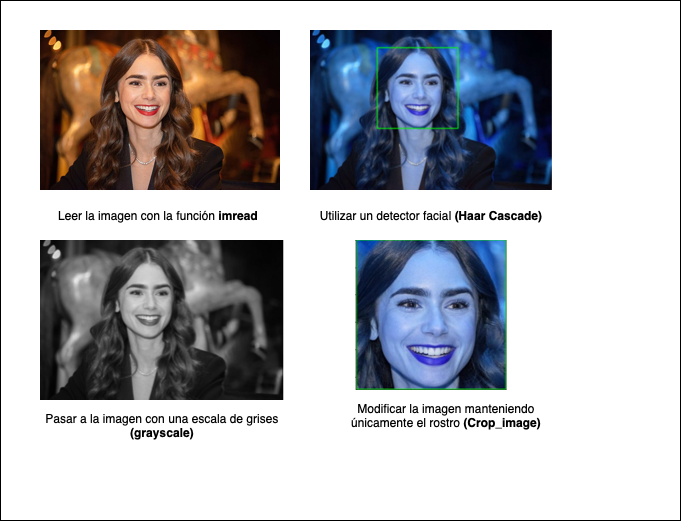 Leer la imagen con la función imread
Utilizar un detector facial (Haar Cascade)
Pasar a la imagen con una escala de grises
(grayscale)
Modificar la imagen manteniendo
únicamente el rostro (Crop_image)